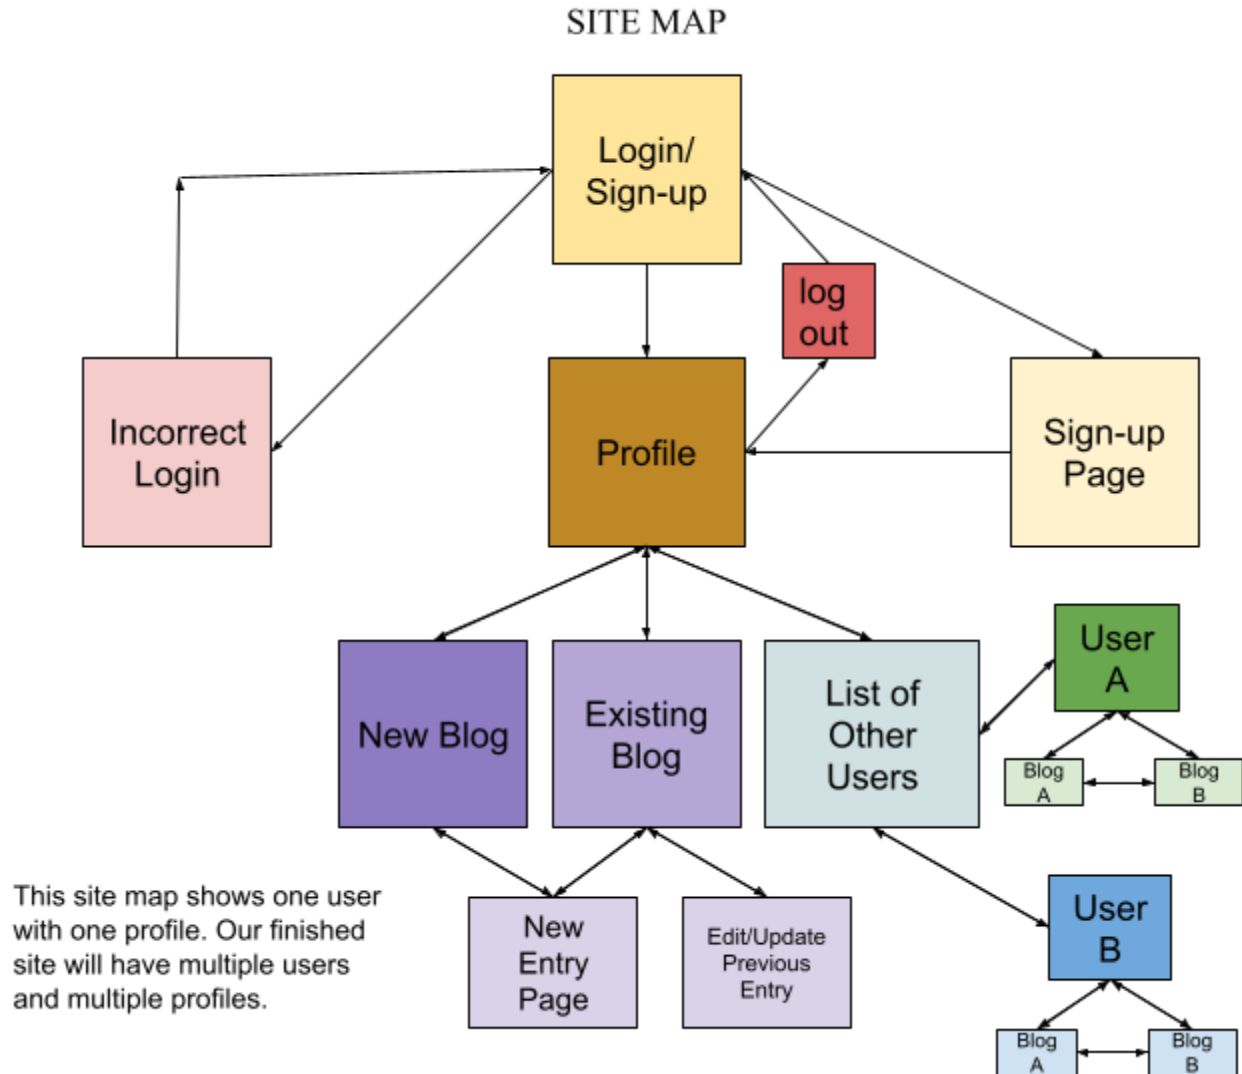 SITE MAP
Login/
Sign-up
log
out
Incorrect
Login
Profile
Sign-up
Page
New Blog
Existing
Blog
List of
Other
Users
User
A
Blog
A
Blog
B
This site map shows one user
with one profile. Our finished
site will have multiple users
and multiple profiles.
New
Entry
Page
Edit/Update
Previous
Entry
User
B
Blog
A
Blog
B